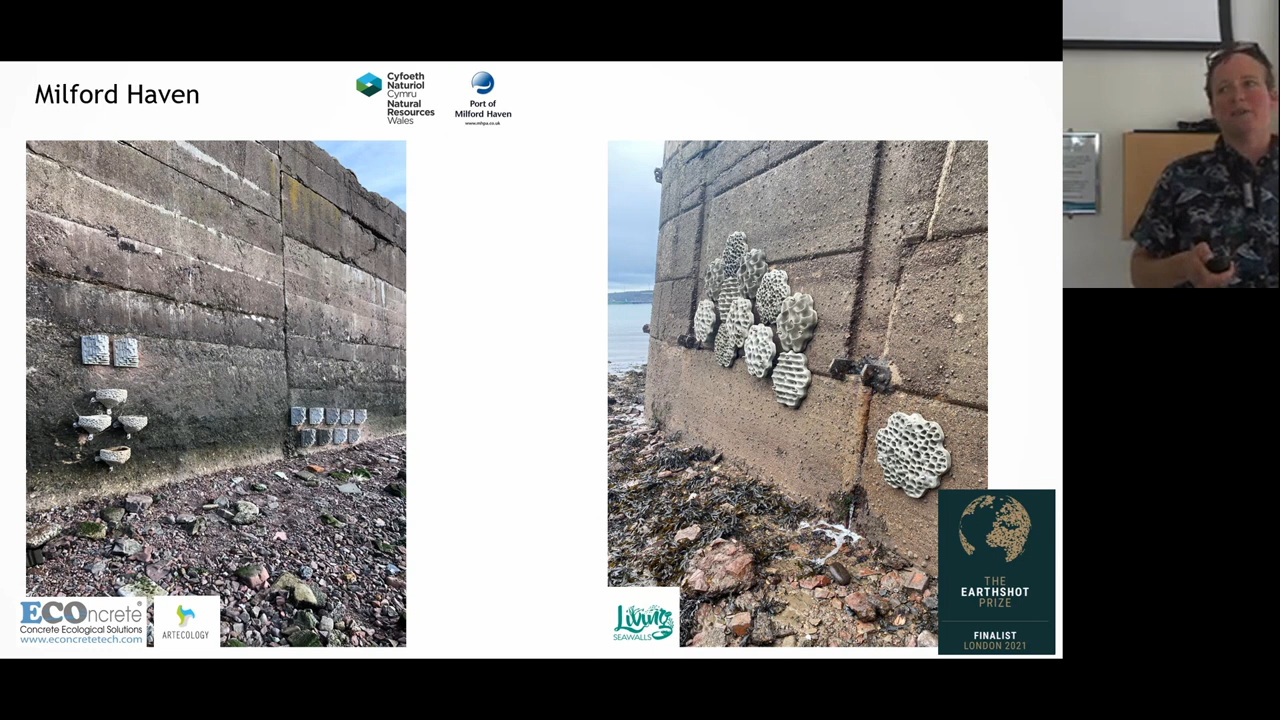 Milford Haven
Cyfoeth
Naturiol
Cymru
Natural
Resources
Wales
Port of
Milford Haven
www.mhpa.co.uk
ECOncrete®
Concrete Ecological Solutions
www.econcretetech.com
ARTECOLOGY
Living
SEAWALLS
THE
EARTHSHOT
PRIZE
FINALIST
LONDON 2021